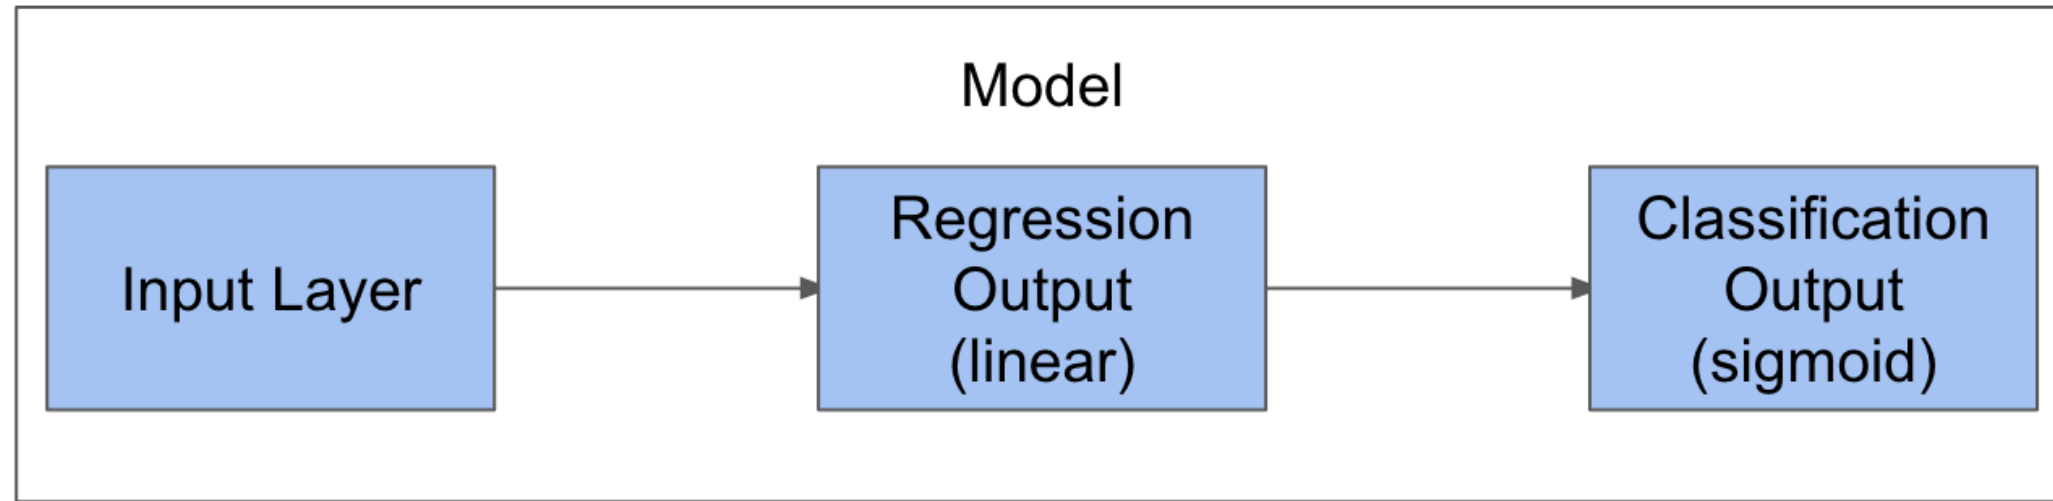 Model
Input Layer
Regression
Output
(linear)
Classification
Output
(sigmoid)